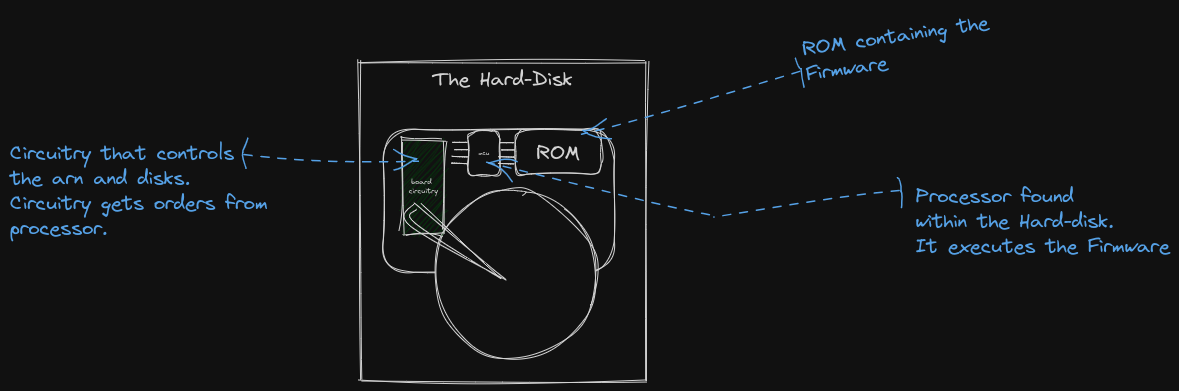 ROM containing the
Firmware
The Hard-Disk
Circuitry that controls
the arn and disks.
Circuitry gets orders from
processor.
board
circuitry
mcu
ROM
Processor found
within the Hard-disk.
It executes the Firmware